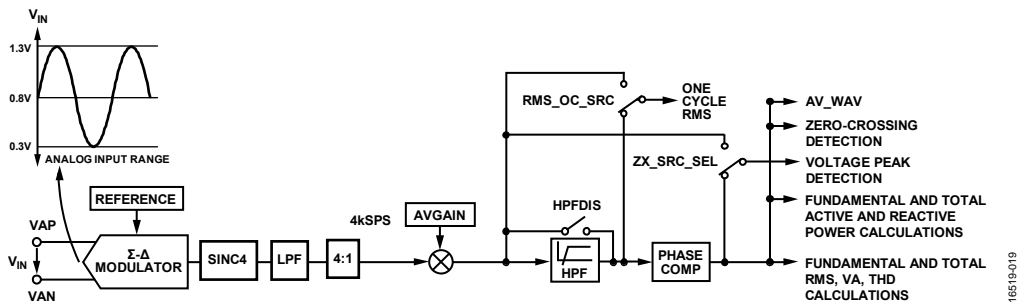 VIN
1.3V
0.8V
0.3V
ANALOG INPUT RANGE
REFERENCE
VAP
VIN
VAN
Σ-Δ
MODULATOR
SINC4
LPF
4:1
4kSPS
AVGAIN
RMS_OC_SRC
ONE
CYCLE
RMS
ZX_SRC_SEL
HPFDIS
HPF
PHASE
COMP
AV_WAV
ZERO-CROSSING
DETECTION
VOLTAGE PEAK
DETECTION
FUNDAMENTAL AND TOTAL
ACTIVE AND REACTIVE
POWER CALCULATIONS
FUNDAMENTAL AND TOTAL
RMS, VA, THD
CALCULATIONS
16519-019